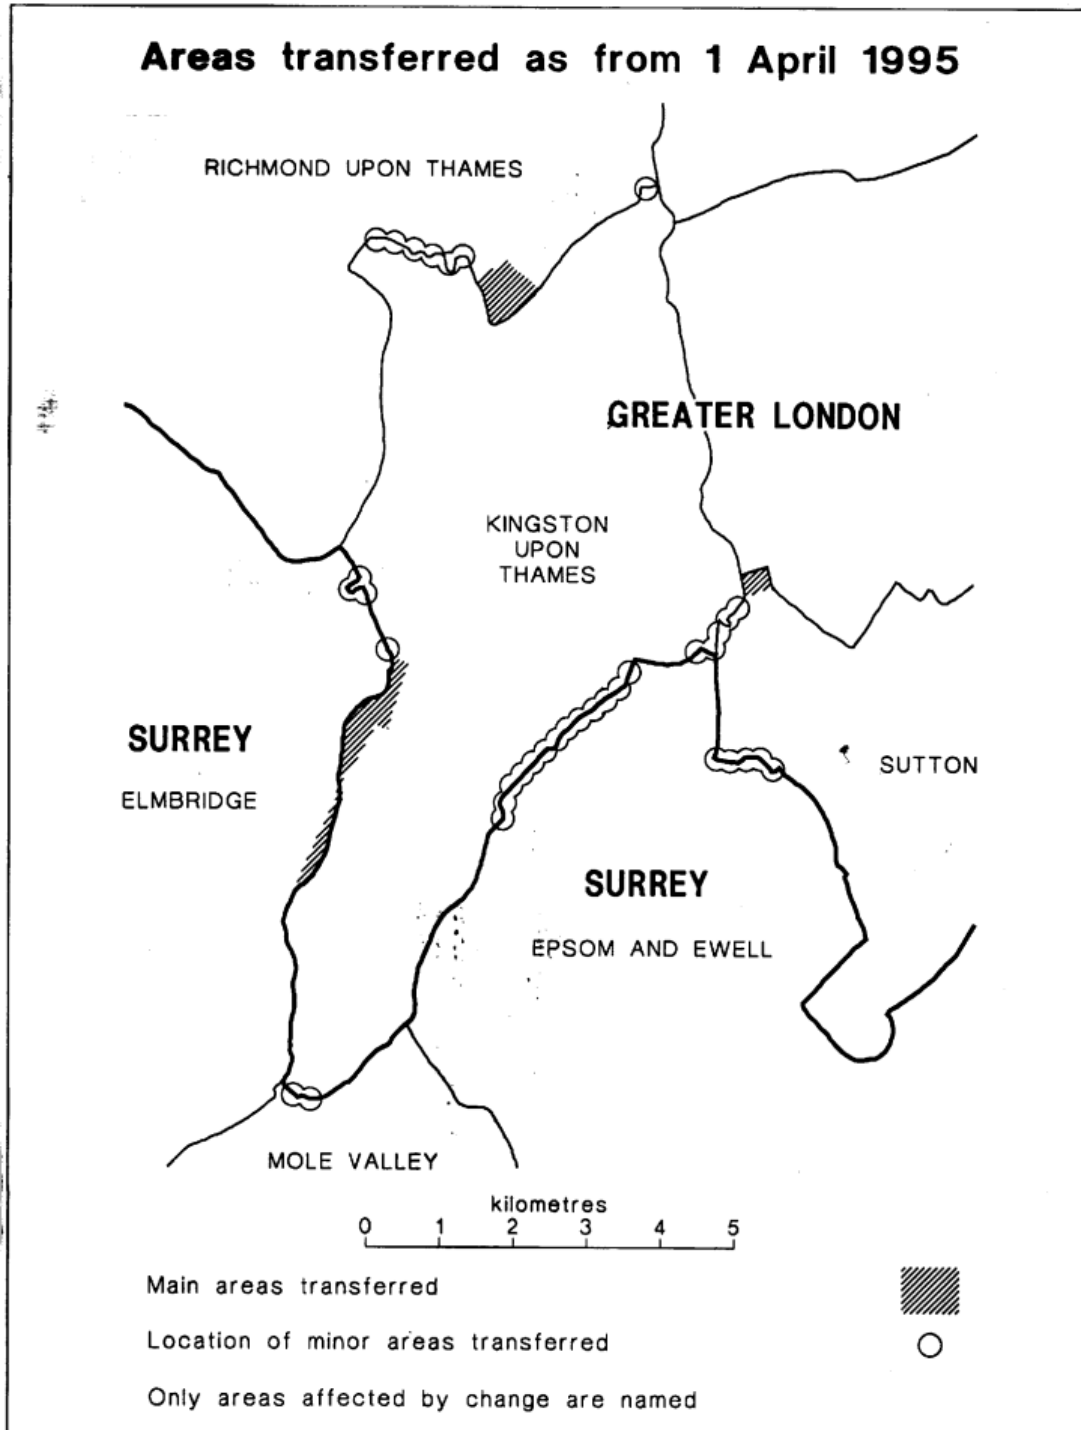 Areas transferred as from 1 April 1995
RICHMOND UPON THAMES
GREATER LONDON
KINGSTON
UPON
THAMES
SURREY
ELMBRIDGE
SUTTON
SURREY
EPSOM AND EWELL
MOLE VALLEY
kilometres
0 1 2 3 4 5
Main areas transferred
Location of minor areas transferred
Only areas affected by change are named